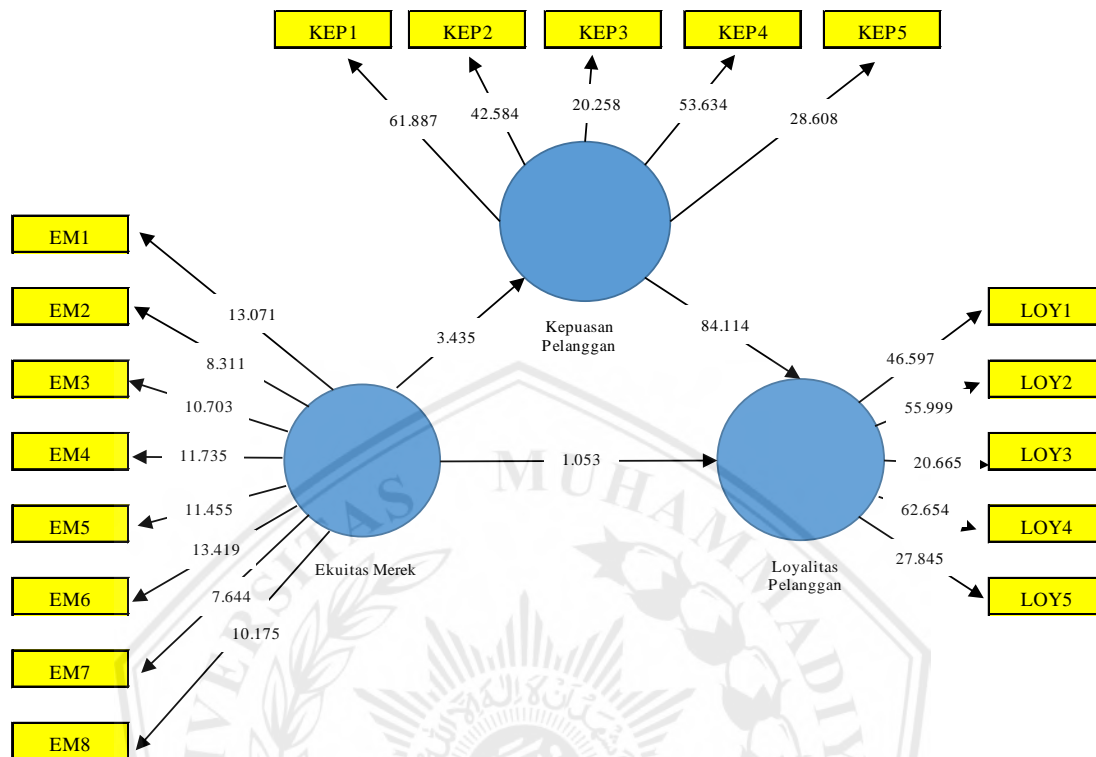 KEP1 KEP2 KEP3 KEP4 KEP5
61.887 42.584 20.258 53.634 28.608
EM1
EM2
EM3
EM4
EM5
EM6
EM7
EM8
13.071
8.311
10.703
11.735
11.455
13.419
7.644
10.175
3.435
Kepuasan
Pelanggan
84.114
1.053
Ekuitas Merek
Loyalitas
Pelanggan
46.597
55.999
20.665
62.654
27.845
LOY1
LOY2
LOY3
LOY4
LOY5
UNIVERSITAS MUHAMMADIY